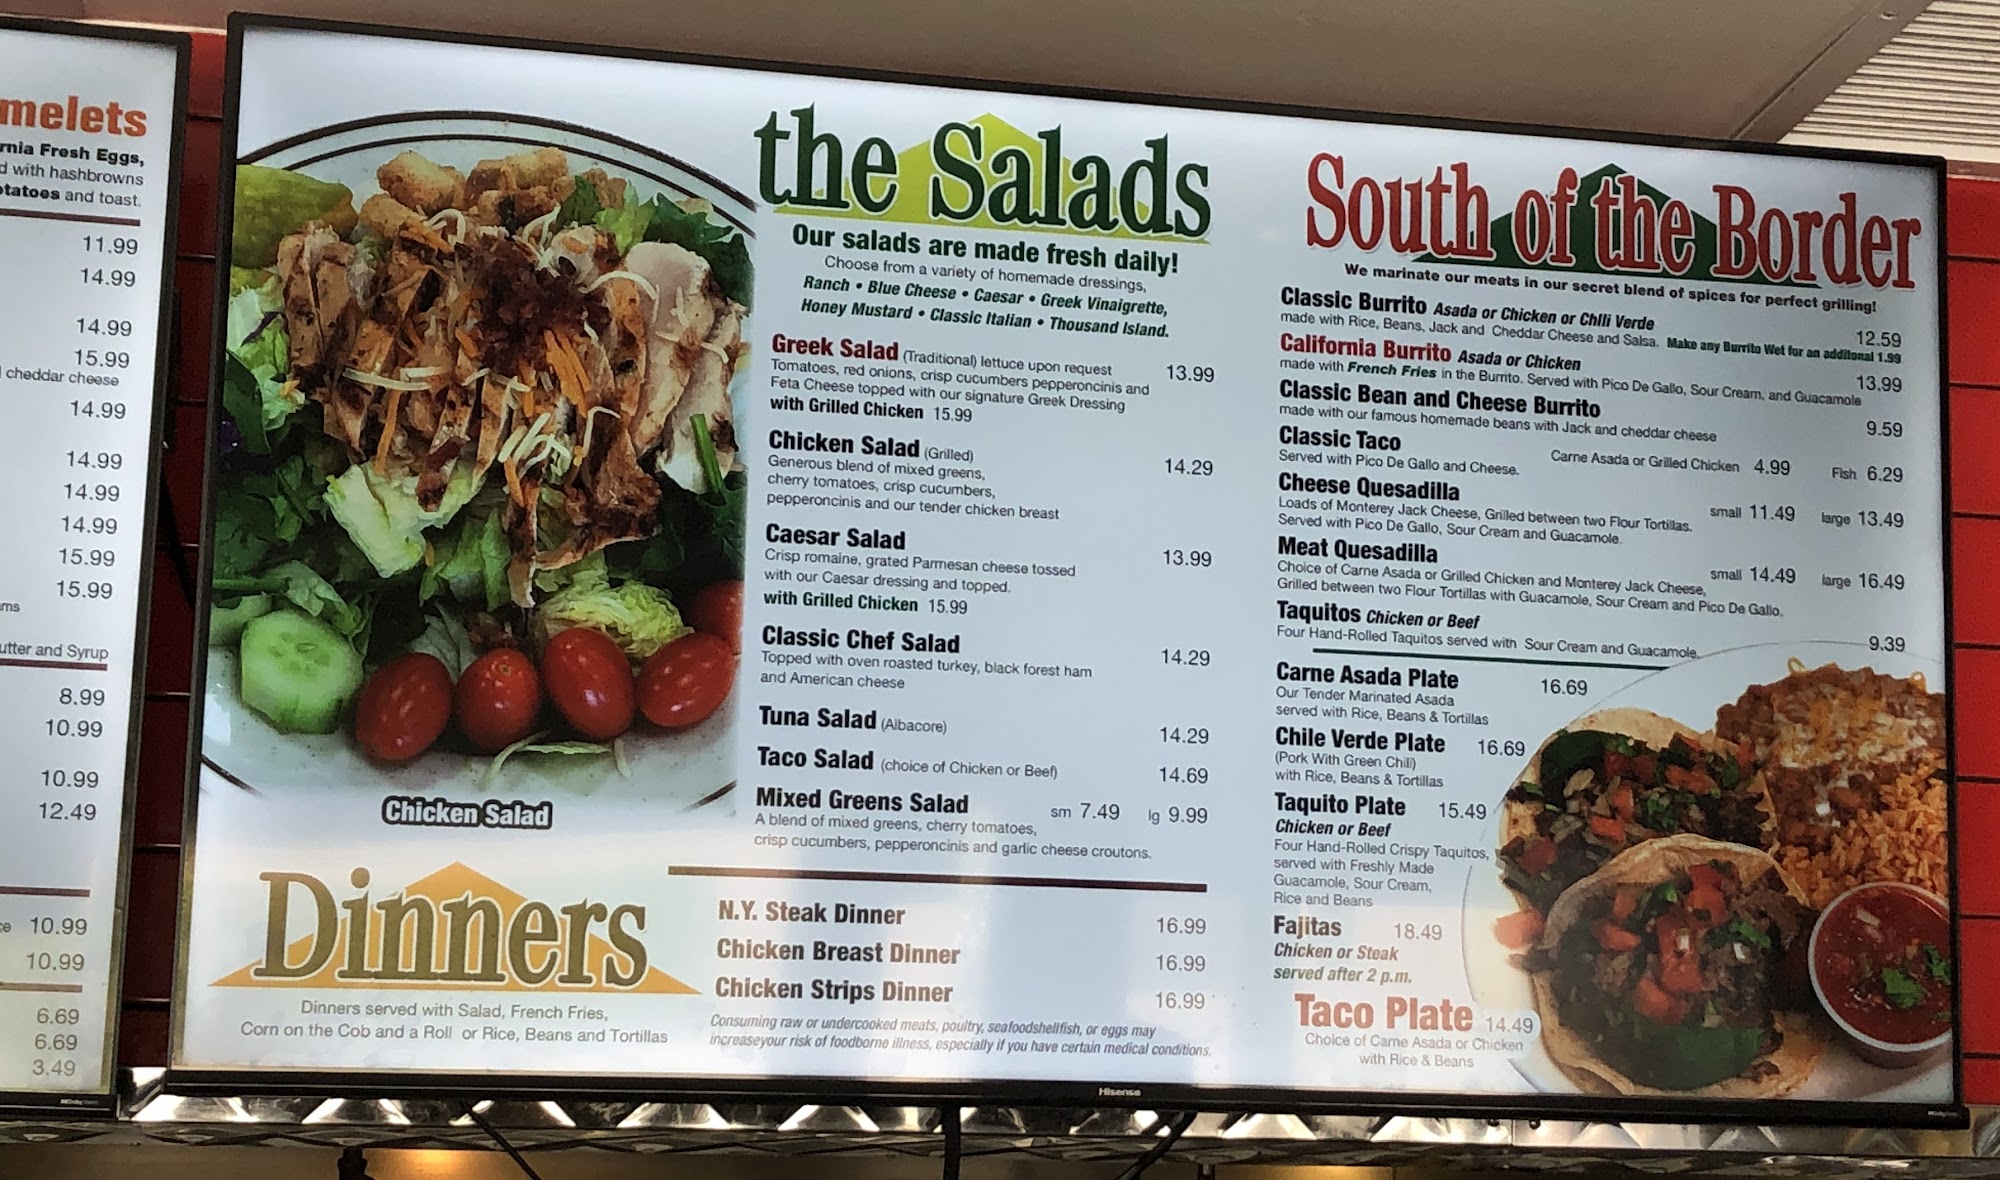 melets
rnia Fresh Eggs,
d with hashbrowns
otatoes and toast.
11.99
14.99
14.99
15.99
l cheddar cheese
14.99
14.99
14.99
14.99
15.99
15.99
ms
utter and Syrup
8.99
10.99
10.99
12.49
10.99
10.99
6.69
6.69
3.49
Chicken Salad
the Salads
Our salads are made fresh daily!
Choose from a variety of homemade dressings,
Ranch • Blue Cheese • Caesar • Greek Vinaigrette,
Honey Mustard • Classic Italian • Thousand Island.
Greek Salad (Traditional) lettuce upon request 13.99
Tomatoes, red onions, crisp cucumbers pepperoncinis and
Feta Cheese topped with our signature Greek Dressing
with Grilled Chicken 15.99
Chicken Salad (Grilled) 14.29
Generous blend of mixed greens,
cherry tomatoes, crisp cucumbers,
pepperoncinis and our tender chicken breast
Caesar Salad 13.99
Crisp romaine, grated Parmesan cheese tossed
with our Caesar dressing and topped.
with Grilled Chicken 15.99
Classic Chef Salad 14.29
Topped with oven roasted turkey, black forest ham
and American cheese
Tuna Salad (Albacore) 14.29
Taco Salad (choice of Chicken or Beef) 14.69
Mixed Greens Salad sm 7.49 lg 9.99
A blend of mixed greens, cherry tomatoes,
crisp cucumbers, pepperoncinis and garlic cheese croutons.
Dinners
Dinners served with Salad, French Fries,
Corn on the Cob and a Roll or Rice, Beans and Tortillas
N.Y. Steak Dinner 16.99
Chicken Breast Dinner 16.99
Chicken Strips Dinner 16.99
Consuming raw or undercooked meats, poultry, seafoodshellfish, or eggs may
increaseyour risk of foodborne illness, especially if you have certain medical conditions.
South of the Border
We marinate our meats in our secret blend of spices for perfect grilling!
Classic Burrito Asada or Chicken or Chili Verde 12.59
made with Rice, Beans, Jack and Cheddar Cheese and Salsa. Make any Burrito Wet for an additonal 1.99
California Burrito Asada or Chicken 13.99
made with French Fries in the Burrito. Served with Pico De Gallo, Sour Cream, and Guacamole
Classic Bean and Cheese Burrito 9.59
made with our famous homemade beans with Jack and cheddar cheese
Classic Taco Carne Asada or Grilled Chicken 4.99 Fish 6.29
Served with Pico De Gallo and Cheese.
Cheese Quesadilla small 11.49 large 13.49
Loads of Monterey Jack Cheese, Grilled between two Flour Tortillas.
Served with Pico De Gallo, Sour Cream and Guacamole.
Meat Quesadilla small 14.49 large 16.49
Choice of Carne Asada or Grilled Chicken and Monterey Jack Cheese,
Grilled between two Flour Tortillas with Guacamole, Sour Cream and Pico De Gallo.
Taquitos Chicken or Beef 9.39
Four Hand-Rolled Taquitos served with Sour Cream and Guacamole.
Carne Asada Plate 16.69
Our Tender Marinated Asada
served with Rice, Beans & Tortillas
Chile Verde Plate 16.69
(Pork With Green Chili)
with Rice, Beans & Tortillas
Taquito Plate 15.49
Chicken or Beef
Four Hand-Rolled Crispy Taquitos,
served with Freshly Made
Guacamole, Sour Cream,
Rice and Beans
Fajitas 18.49
Chicken or Steak
served after 2 p.m.
Taco Plate 14.49
Choice of Carne Asada or Chicken
with Rice & Beans
Hisense